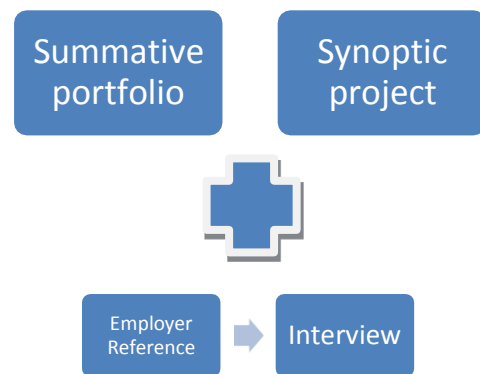 Summative
portfolio
Synoptic
project
Employer
Reference
Interview